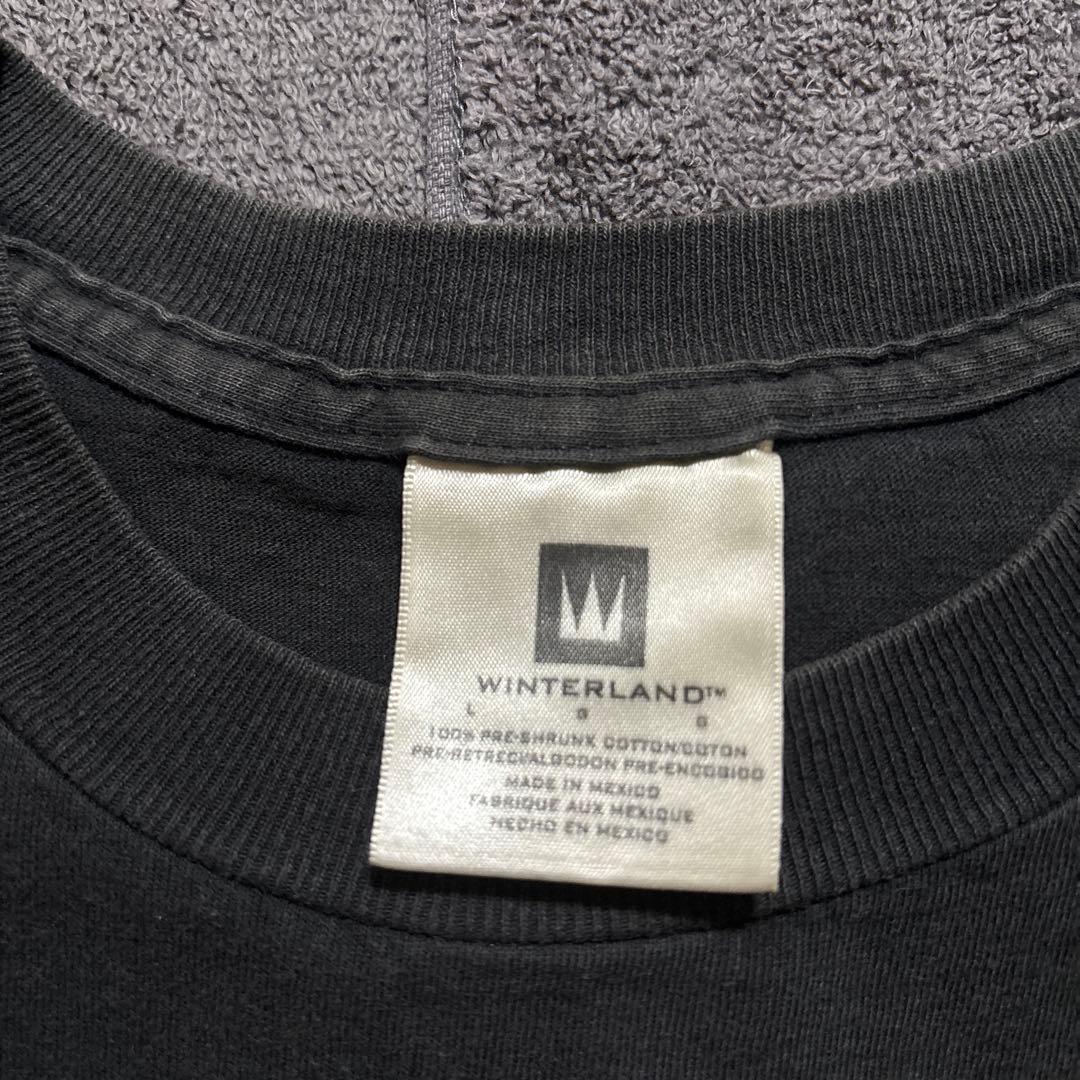 WINTERLAND™
L G G
100% PRE-SHRUNK COTTON/COTON
PRE-RETRECI/ALGODON PRE-ENCOGIDO
MADE IN MEXICO
FABRIQUE AUX MEXIQUE
HECHO EN MEXICO